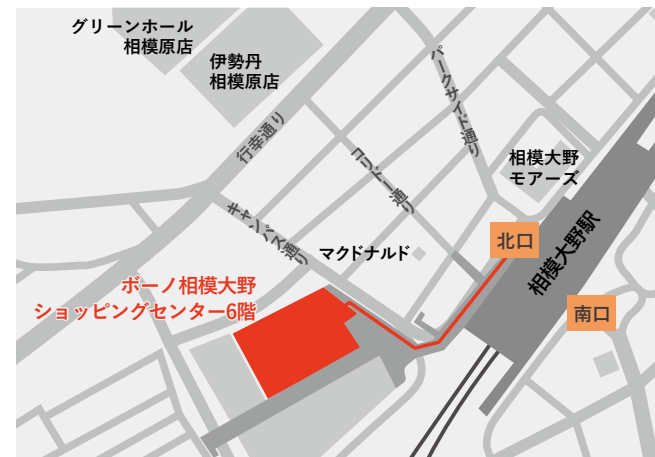 グリーンホール
相模原店
伊勢丹
相模原店
パークサイド通り
行幸通り
コリドー通り
相模大野
モアーズ
キャンパス通り
マクドナルド
北口
相模大野駅
ボーノ相模大野
ショッピングセンター6階
南口